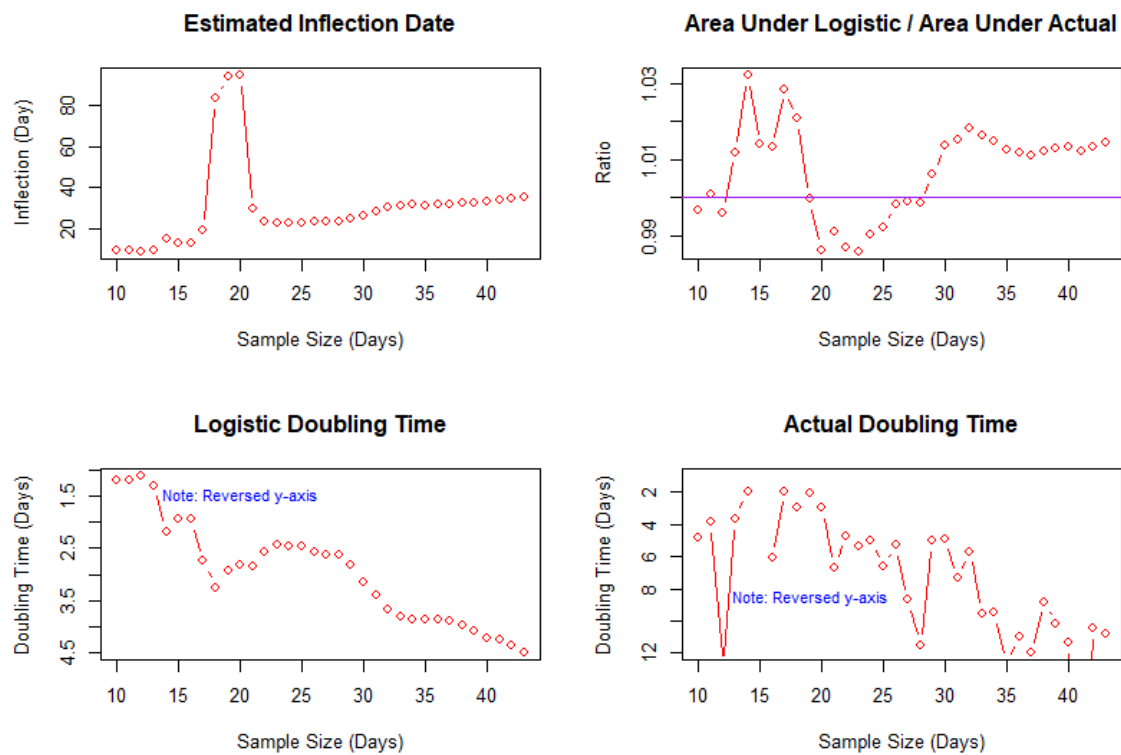 Estimated Inflection Date
Inflection (Day)
80
60
40
20
10 15 20 25 30 35 40
Sample Size (Days)
Area Under Logistic / Area Under Actual
Ratio
1.03
1.01
0.99
10 15 20 25 30 35 40
Sample Size (Days)
Logistic Doubling Time
Doubling Time (Days)
1.5
2.5
3.5
4.5
Note: Reversed y-axis
10 15 20 25 30 35 40
Sample Size (Days)
Actual Doubling Time
Doubling Time (Days)
2
4
6
8
12
Note: Reversed y-axis
10 15 20 25 30 35 40
Sample Size (Days)